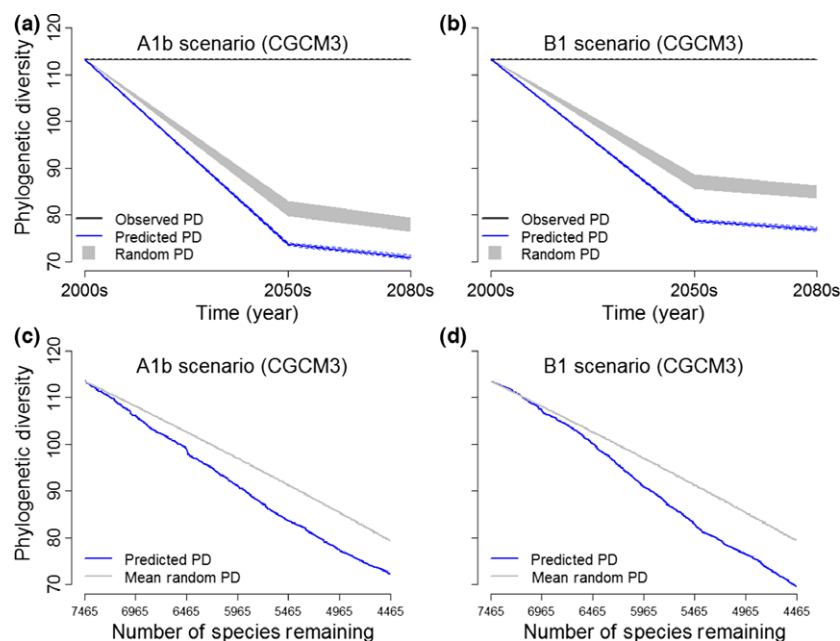 (a)
A1b scenario (CGCM3)
Phylogenetic diversity
120
110
100
90
80
70
Observed PD
Predicted PD
Random PD
2000s 2050s 2080s
Time (year)
(b)
B1 scenario (CGCM3)
120
110
100
90
80
70
Observed PD
Predicted PD
Random PD
2000s 2050s 2080s
Time (year)
(c)
A1b scenario (CGCM3)
Phylogenetic diversity
120
110
100
90
80
70
Predicted PD
Mean random PD
7465 6965 6465 5965 5465 4965 4465
Number of species remaining
(d)
B1 scenario (CGCM3)
120
110
100
90
80
70
Predicted PD
Mean random PD
7465 6965 6465 5965 5465 4965 4465
Number of species remaining